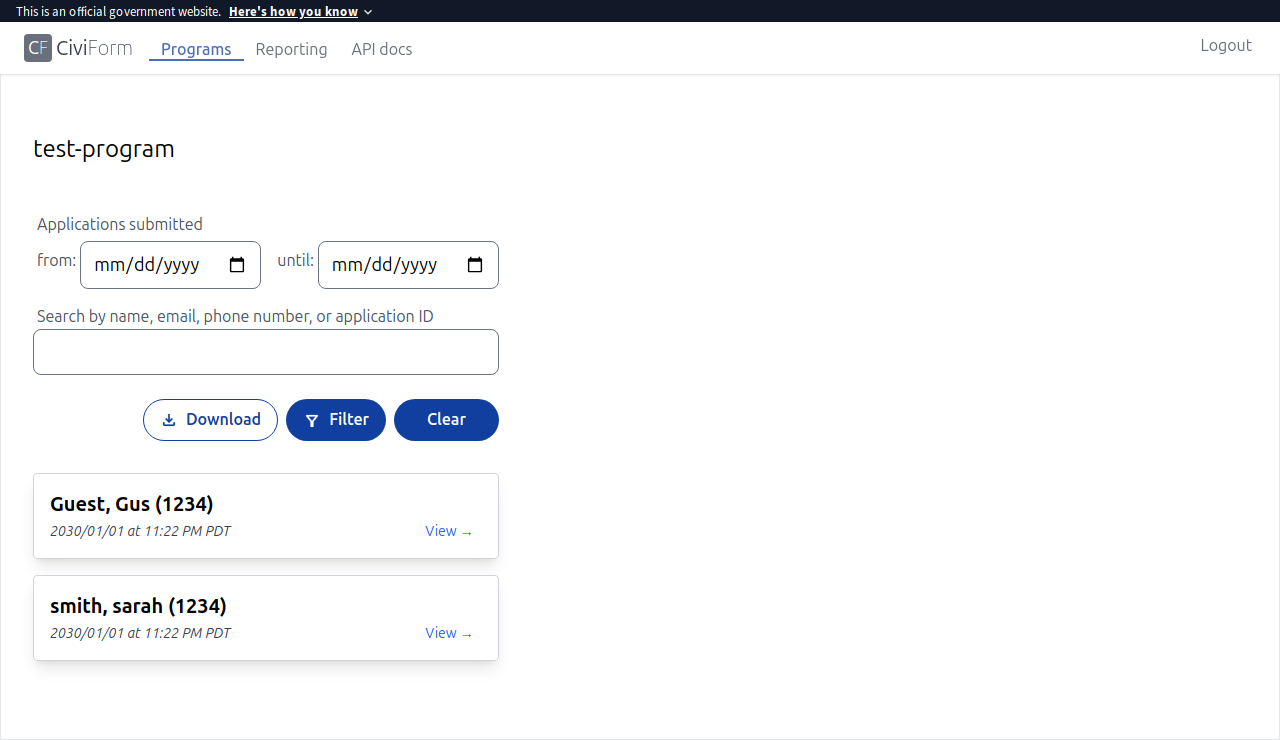 This is an official government website. Here's how you know
CF CiviForm Programs Reporting API docs Logout
test-program
Applications submitted
from: mm/dd/yyyy until: mm/dd/yyyy
Search by name, email, phone number, or application ID
Download Filter Clear
Guest, Gus (1234)
2030/01/01 at 11:22 PM PDT View →
smith, sarah (1234)
2030/01/01 at 11:22 PM PDT View →